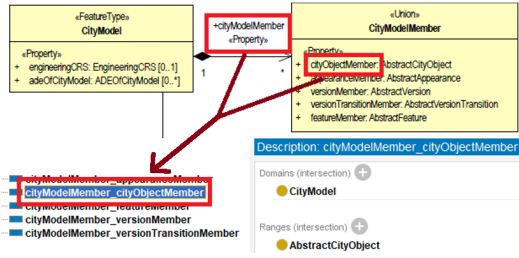 «FeatureType»
CityModel
«Property»
+ engineeringCRS: EngineeringCRS [0..1]
+ adeOfCityModel: ADEOfCityModel [0..*]
+cityModelMember
«Property»
1
*
«Union»
CityModelMember
«Property»
+ cityObjectMember: AbstractCityObject
+ appearanceMember: AbstractAppearance
+ versionMember: AbstractVersion
+ versionTransitionMember: AbstractVersionTransition
+ featureMember: AbstractFeature
cityModelMember_appearanceMember
cityModelMember_cityObjectMember
cityModelMember_featureMember
cityModelMember_versionMember
cityModelMember_versionTransitionMember
Description: cityModelMember_cityObjectMember
Domains (intersection)
CityModel
Ranges (intersection)
AbstractCityObject